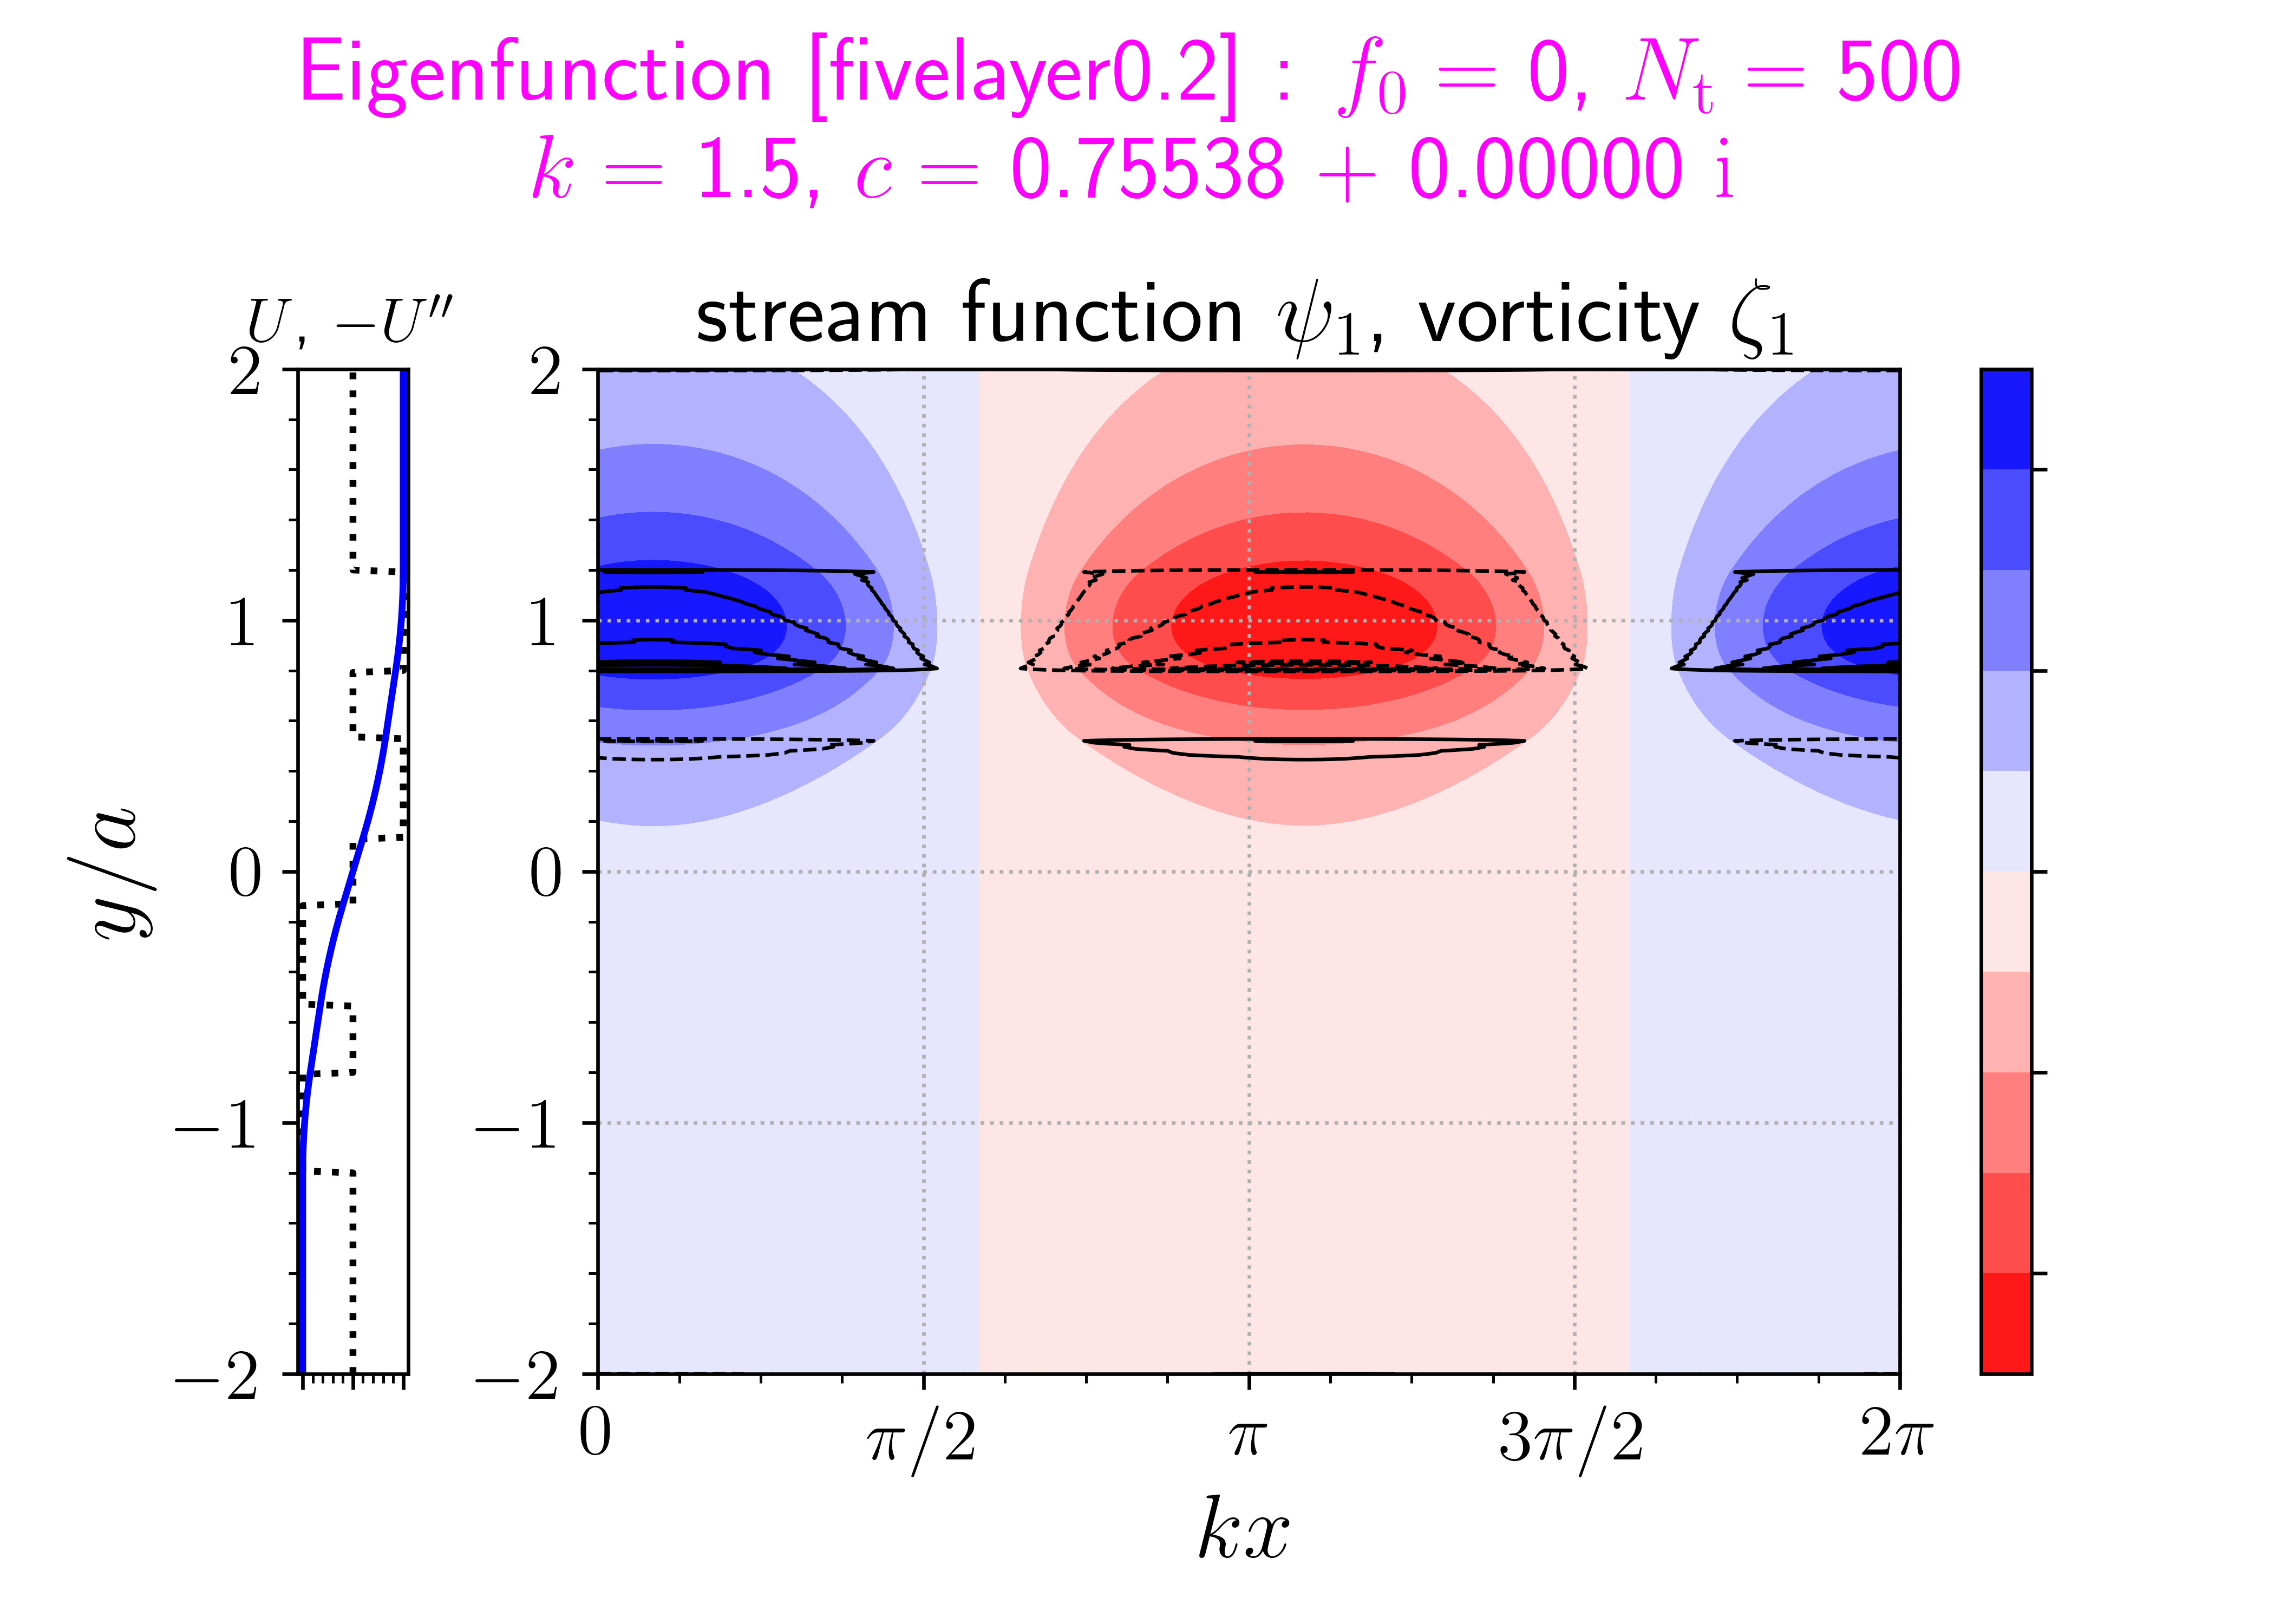 Eigenfunction [fivelayer0.2] : f₀ = 0, Nₜ = 500
k = 1.5, c = 0.75538 + 0.00000 i
U, −U″
stream function ψ₁, vorticity ζ₁
y/a
2
1
0
−1
−2
2
1
0
−1
−2
0 π/2 π 3π/2 2π
kx